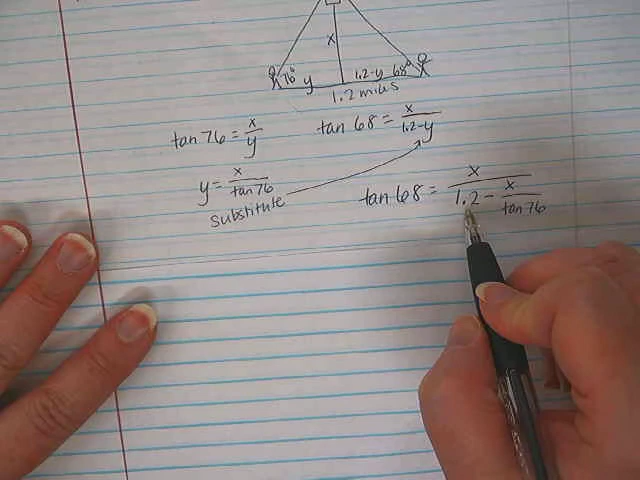 x
76° y 1.2-y 68°
1.2 miles
tan 76 = x/y
tan 68 = x/1.2-y
y = x/tan 76
substitute
tan 68 = x/1.2 - x/tan 76